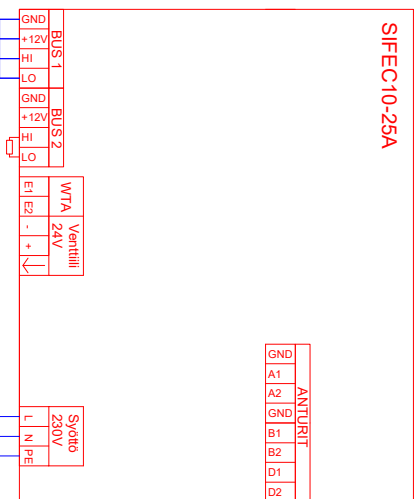 SIFEC10-25A
BUS 1
GND
+12V
HI
LO
BUS 2
GND
+12V
HI
LO
WTA
E1
E2
Venttiili
24V
-
+
Syöttö
230V
L
N
PE
ANTURIT
GND
A1
A2
GND
B1
B2
D1
D2